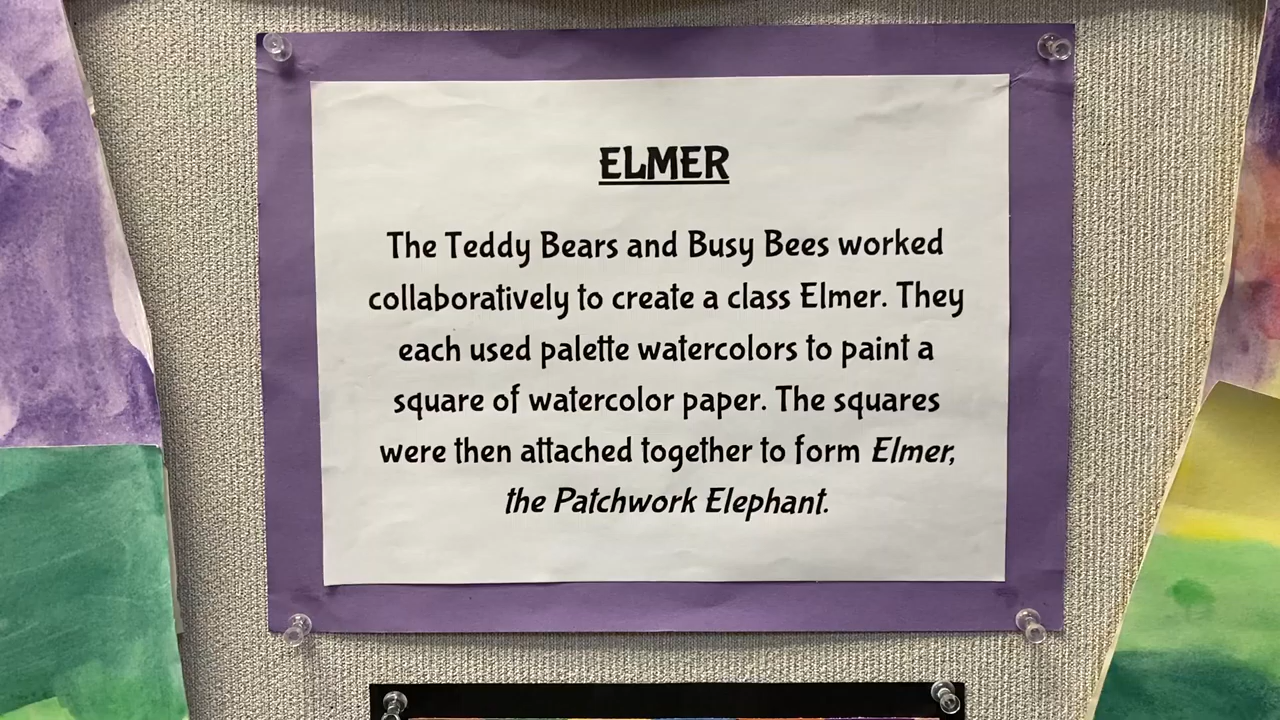 ELMER
The Teddy Bears and Busy Bees worked
collaboratively to create a class Elmer. They
each used palette watercolors to paint a
square of watercolor paper. The squares
were then attached together to form Elmer,
the Patchwork Elephant.